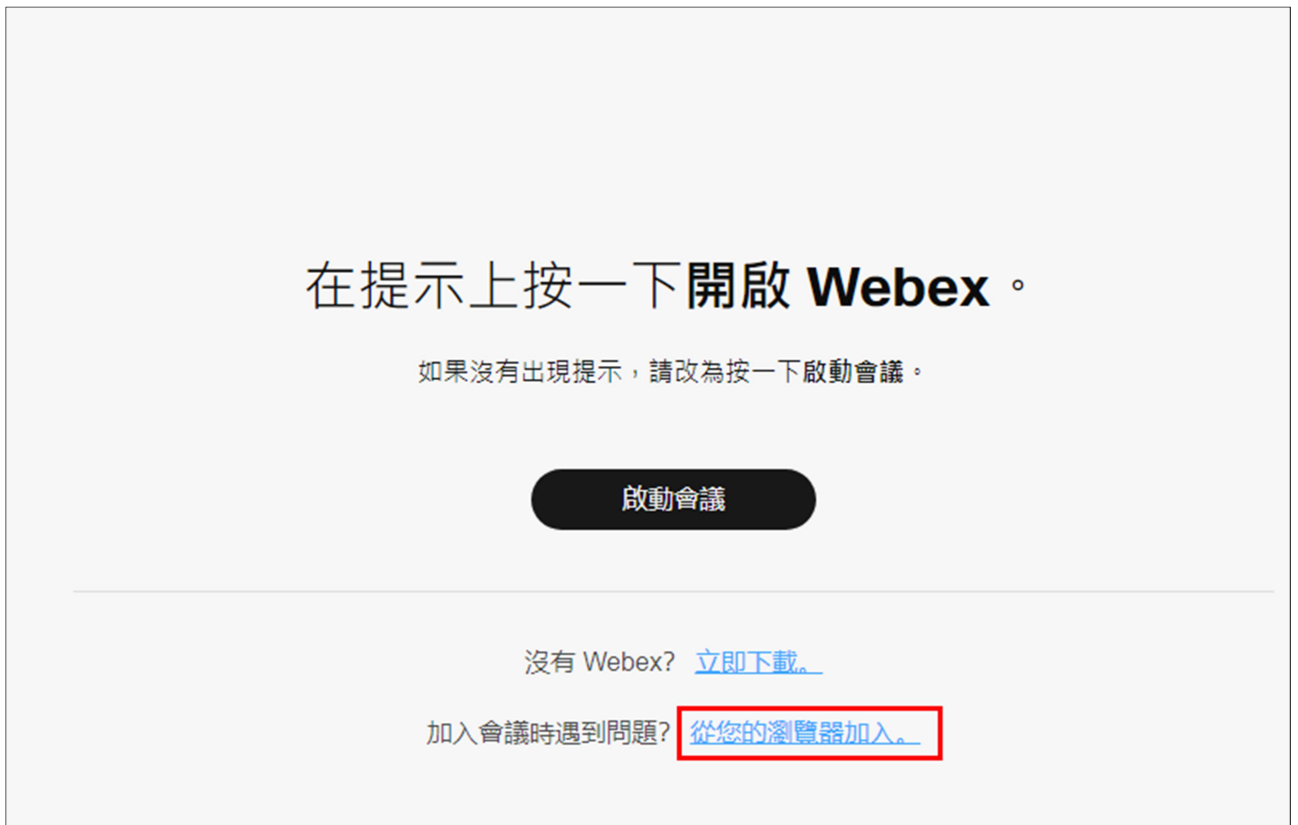 在提示上按一下開啟 Webex。
如果沒有出現提示，請改為按一下啟動會議。
啟動會議
沒有 Webex? 立即下載。
加入會議時遇到問題? 從您的瀏覽器加入。